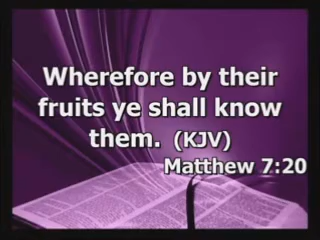 Wherefore by their
fruits ye shall know
them. (KJV)
Matthew 7:20